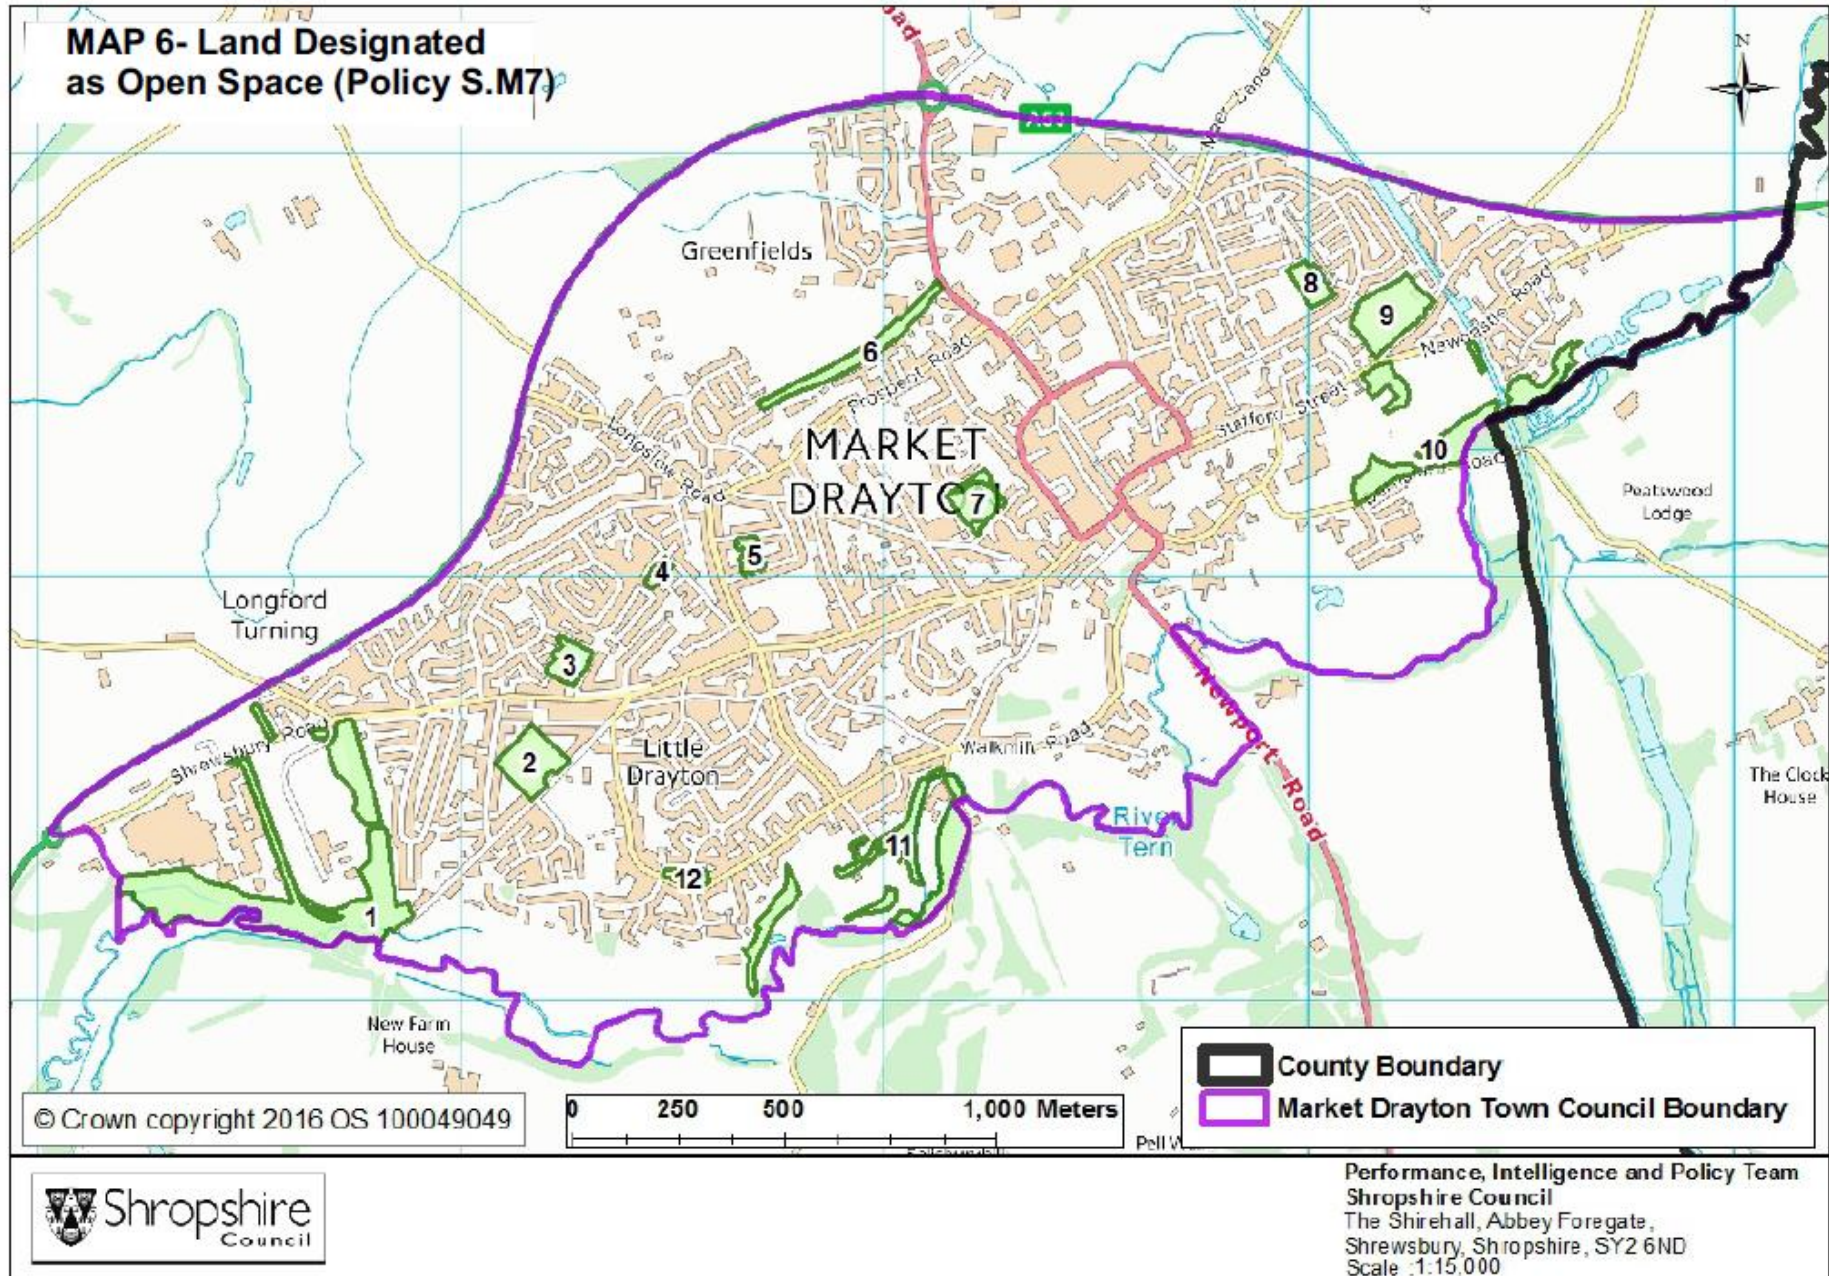 MAP 6- Land Designated
as Open Space (Policy S.M7)
N
A53
Greenfields
8
9
6
Prospect Road
Newcastle Road
Longslow Road
MARKET
DRAYTON
Stafford Street
10
Road
7
Peatswood
Lodge
5
4
Longford
Turning
3
Newport Road
Shrewsbury Road
2
Little
Drayton
Walkmill Road
The Clock
House
River
Tern
11
12
1
New Farm
House
County Boundary
Market Drayton Town Council Boundary
© Crown copyright 2016 OS 100049049
0 250 500 1,000 Meters
Shropshire
Council
Performance, Intelligence and Policy Team
Shropshire Council
The Shirehall, Abbey Foregate,
Shrewsbury, Shropshire, SY2 6ND
Scale :1:15,000